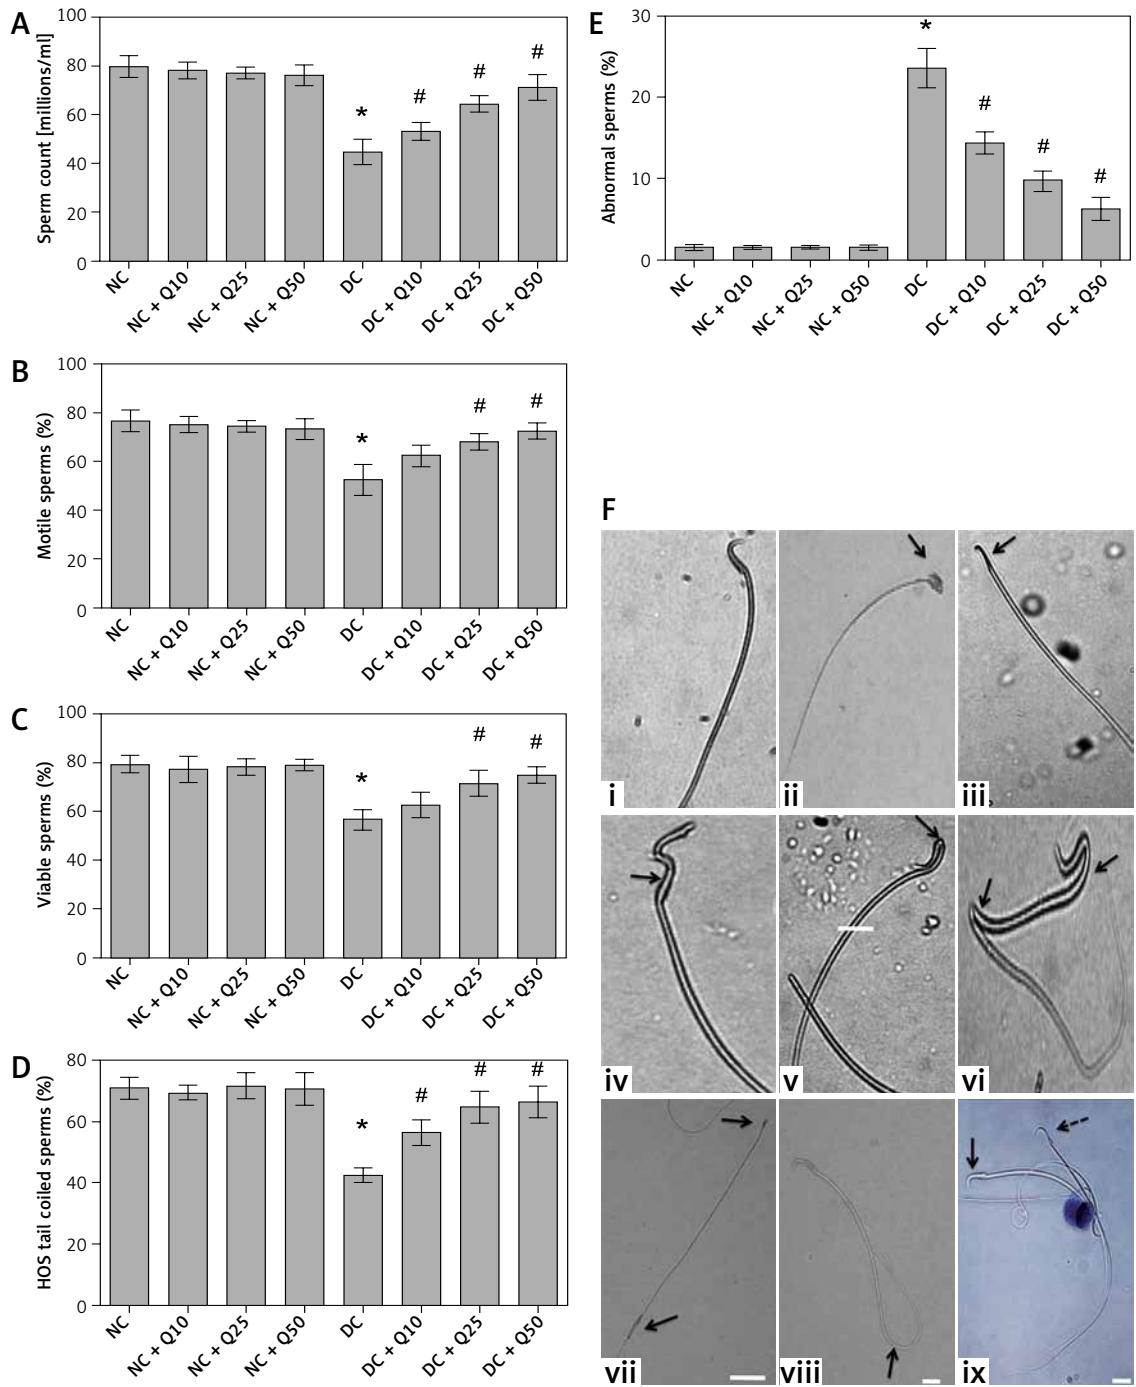 A
Sperm count [millions/ml]
100
80
60
40
20
0
*
#
#
#
NC
NC + Q10
NC + Q25
NC + Q50
DC
DC + Q10
DC + Q25
DC + Q50
B
Motile sperms (%)
100
80
60
40
20
0
*
#
#
NC
NC + Q10
NC + Q25
NC + Q50
DC
DC + Q10
DC + Q25
DC + Q50
C
Viable sperms (%)
100
80
60
40
20
0
*
#
#
NC
NC + Q10
NC + Q25
NC + Q50
DC
DC + Q10
DC + Q25
DC + Q50
D
HOS tail coiled sperms (%)
80
60
40
20
0
*
#
#
#
NC
NC + Q10
NC + Q25
NC + Q50
DC
DC + Q10
DC + Q25
DC + Q50
E
Abnormal sperms (%)
30
20
10
0
*
#
#
#
NC
NC + Q10
NC + Q25
NC + Q50
DC
DC + Q10
DC + Q25
DC + Q50
F
i
ii
iii
iv
v
vi
vii
viii
ix